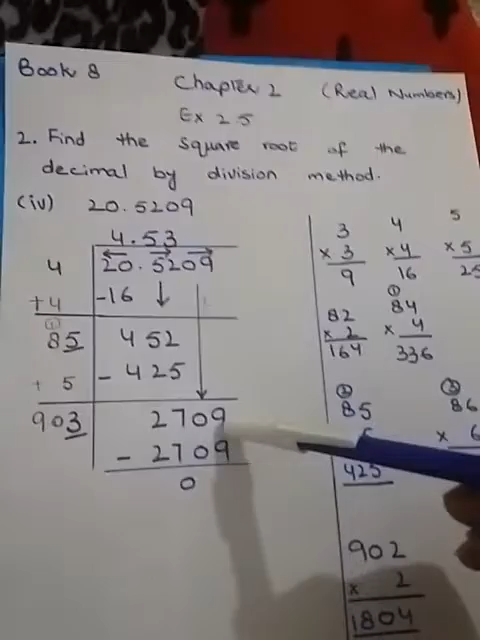 Book 8 Chapter 2 (Real Numbers)
Ex 2.5
2. Find the square root of the
decimal by division method.
(iv) 20.5209
4.53
4 20.5209
+4 -16
85 452
+ 5 - 425
903 2709
- 2709
0
3 4 5
× 3 × 4 × 5
9 16 25
82 84
× 2 × 4
164 336
85 86
× 6
425
902
× 2
1804